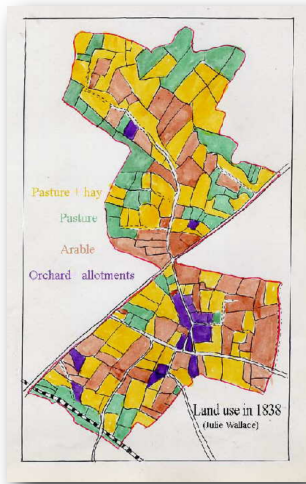 Pasture + hay
Pasture
Arable
Orchard allotments
Land use in 1838
(Julie Wallace)